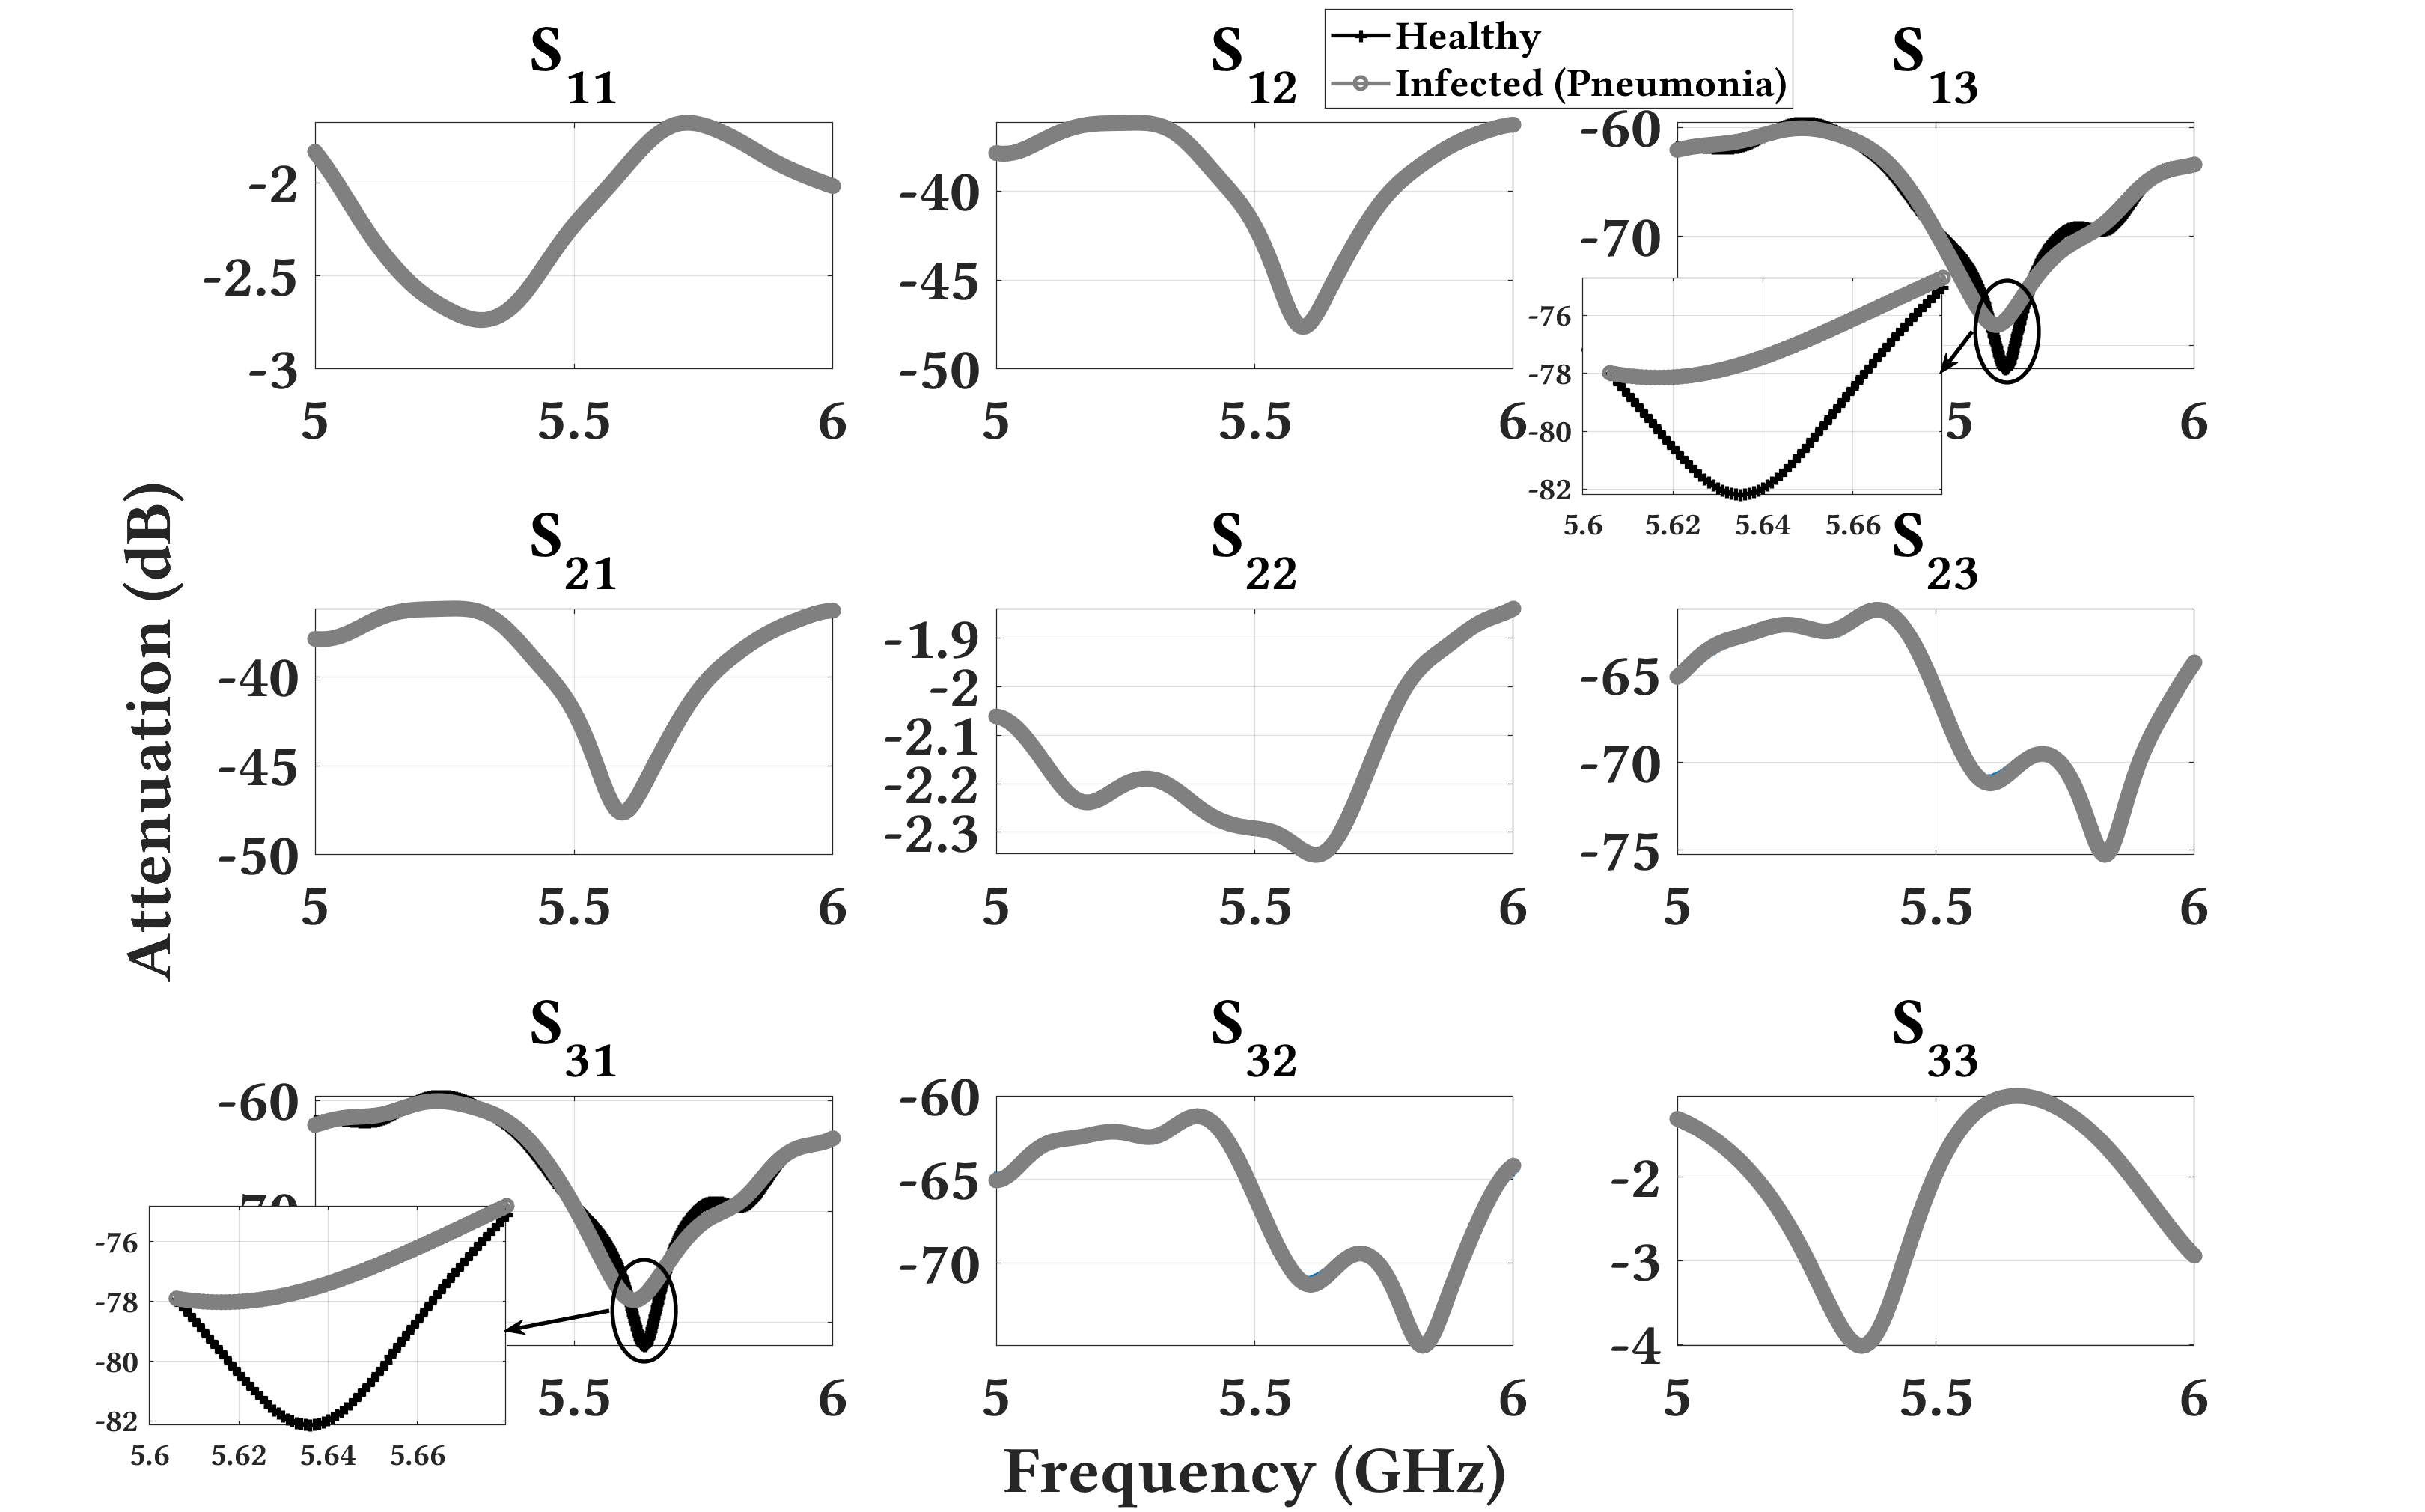 Healthy
Infected (Pneumonia)
S11
-2
-2.5
-3
5 5.5 6
S12
-40
-45
-50
5 5.5 6
S13
-60
-70
5 6
-76
-78
-80
-82
5.6 5.62 5.64 5.66
Attenuation (dB)
S21
-40
-45
-50
5 5.5 6
S22
-1.9
-2
-2.1
-2.2
-2.3
5 5.5 6
S23
-65
-70
-75
5 5.5 6
S31
-60
5.5 6
-76
-78
-80
-82
5.6 5.62 5.64 5.66
S32
-60
-65
-70
5 5.5 6
S33
-2
-3
-4
5 5.5 6
Frequency (GHz)